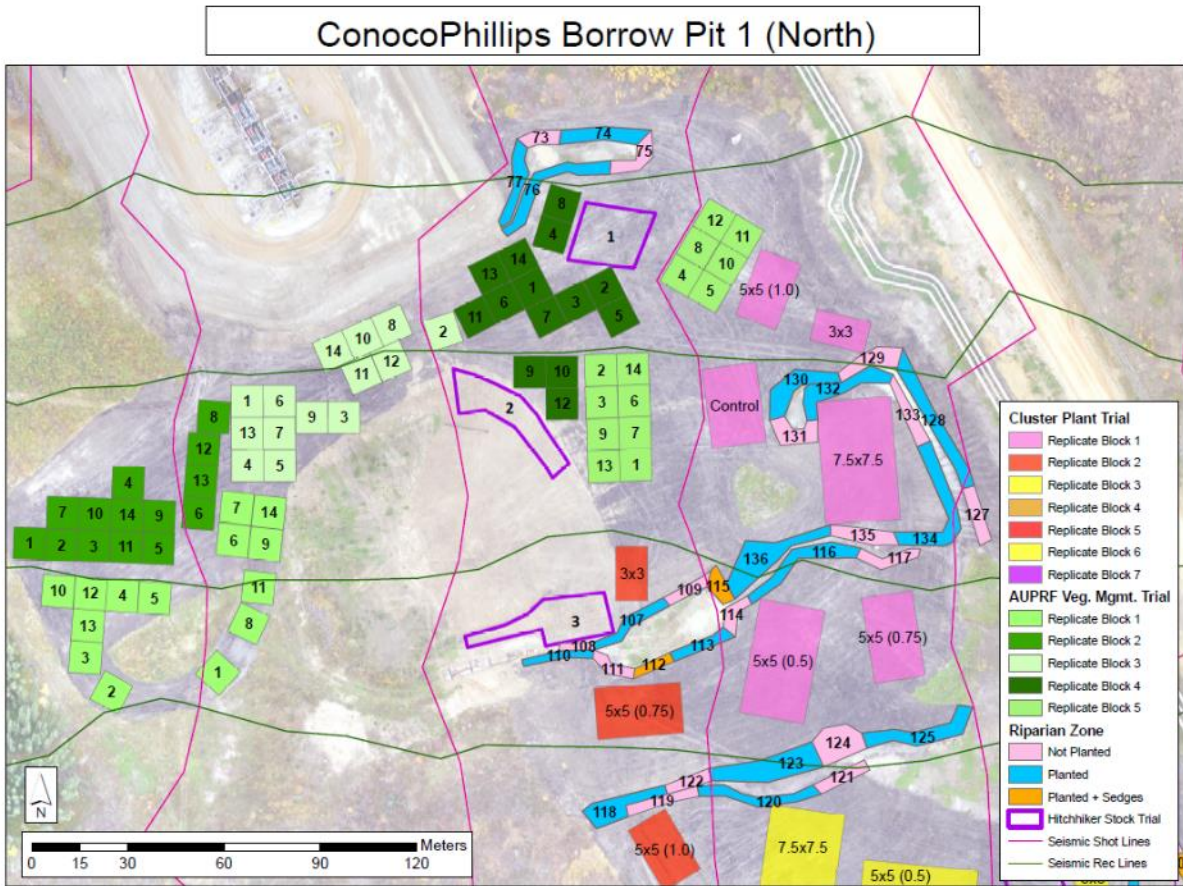 ConocoPhillips Borrow Pit 1 (North)
73 74 75
77 76
8
4
1
12 11
8 10
4 5
5x5 (1.0)
3x3
14
13 1 2
11 6 3
7 5
2
14 10 8
11 12
9 10
12
2 14
3 6
9 7
13 1
2
Control
129
130 132
131
133 128
7.5x7.5
127
1 6
13 7
4 5
9 3
8
12
13
6
4
7 10 14 9
1 2 3 11 5
7 14
6 9
11
8
1
10 12 4 5
13
3
2
135 134
136 116 117
3x3
109 115
107 114
3
108
110 111 112 113
5x5 (0.5)
5x5 (0.75)
5x5 (0.75)
124 125
123
122 121
119 120
118
5x5 (1.0)
7.5x7.5
5x5 (0.5)
Cluster Plant Trial
Replicate Block 1
Replicate Block 2
Replicate Block 3
Replicate Block 4
Replicate Block 5
Replicate Block 6
Replicate Block 7
AUPRF Veg. Mgmt. Trial
Replicate Block 1
Replicate Block 2
Replicate Block 3
Replicate Block 4
Replicate Block 5
Riparian Zone
Not Planted
Planted
Planted + Sedges
Hitchhiker Stock Trial
Seismic Shot Lines
Seismic Rec Lines
N
Meters
0 15 30 60 90 120